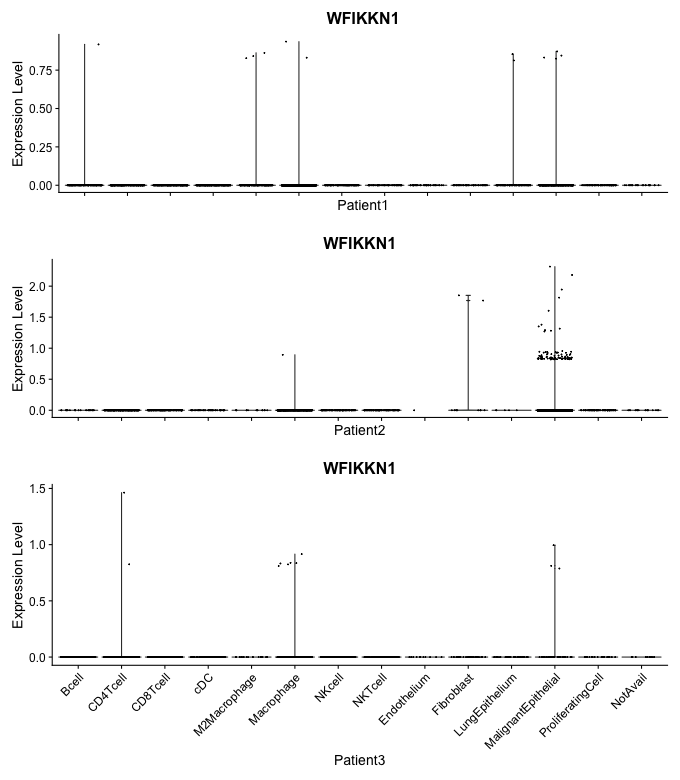 WFIKKN1
Expression Level
0.75
0.50
0.25
0.00
Patient1
WFIKKN1
Expression Level
2.0
1.5
1.0
0.5
0.0
Patient2
WFIKKN1
Expression Level
1.5
1.0
0.5
0.0
Bcell
CD4Tcell
CD8Tcell
cDC
M2Macrophage
Macrophage
NKcell
NKTcell
Endothelium
Fibroblast
LungEpithelium
MalignantEpithelial
ProliferatingCell
NotAvail
Patient3